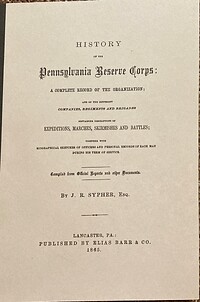 HISTORY
OF THE
Pennsylvania Reserve Corps:
A COMPLETE RECORD OF THE ORGANIZATION;
AND OF THE DIFFERENT
COMPANIES, REGIMENTS AND BRIGADES
CONTAINING DESCRIPTIONS OF
EXPEDITIONS, MARCHES, SKIRMISHES AND BATTLES;
TOGETHER WITH
BIOGRAPHICAL SKETCHES OF OFFICERS AND PERSONAL RECORDS OF EACH MAN
DURING HIS TERM OF SERVICE.
Compiled from Official Reports and other Documents.
BY J. R. SYPHER, ESQ.
LANCASTER, PA.:
PUBLISHED BY ELIAS BARR & CO.
1865.